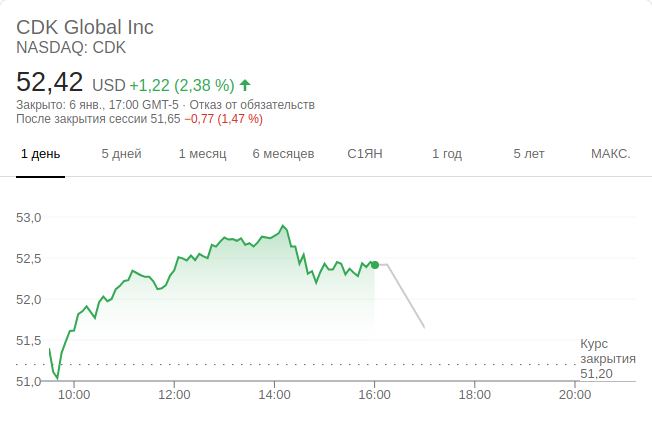 CDK Global Inc
NASDAQ: CDK
52,42 USD +1,22 (2,38 %)
Закрыто: 6 янв., 17:00 GMT-5 · Отказ от обязательств
После закрытия сессии 51,65 −0,77 (1,47 %)
1 день 5 дней 1 месяц 6 месяцев С1ЯН 1 год 5 лет МАКС.
53,0
52,5
52,0
51,5
Курс
закрытия
51,20
51,0
10:00 12:00 14:00 16:00 18:00 20:00